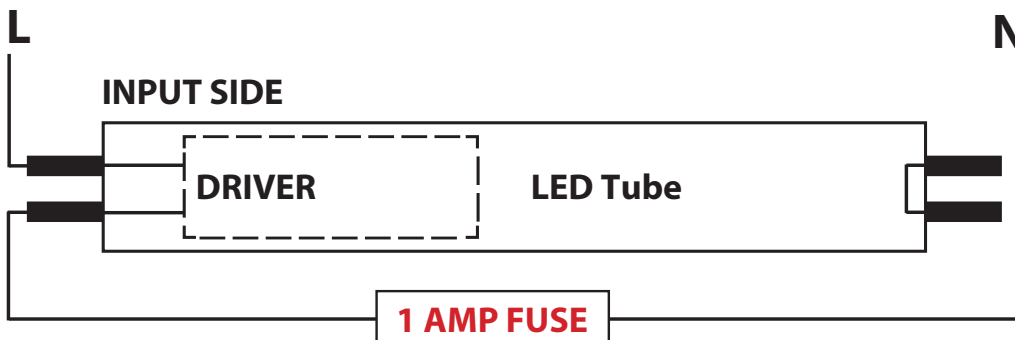 L
N
INPUT SIDE
DRIVER
LED Tube
1 AMP FUSE